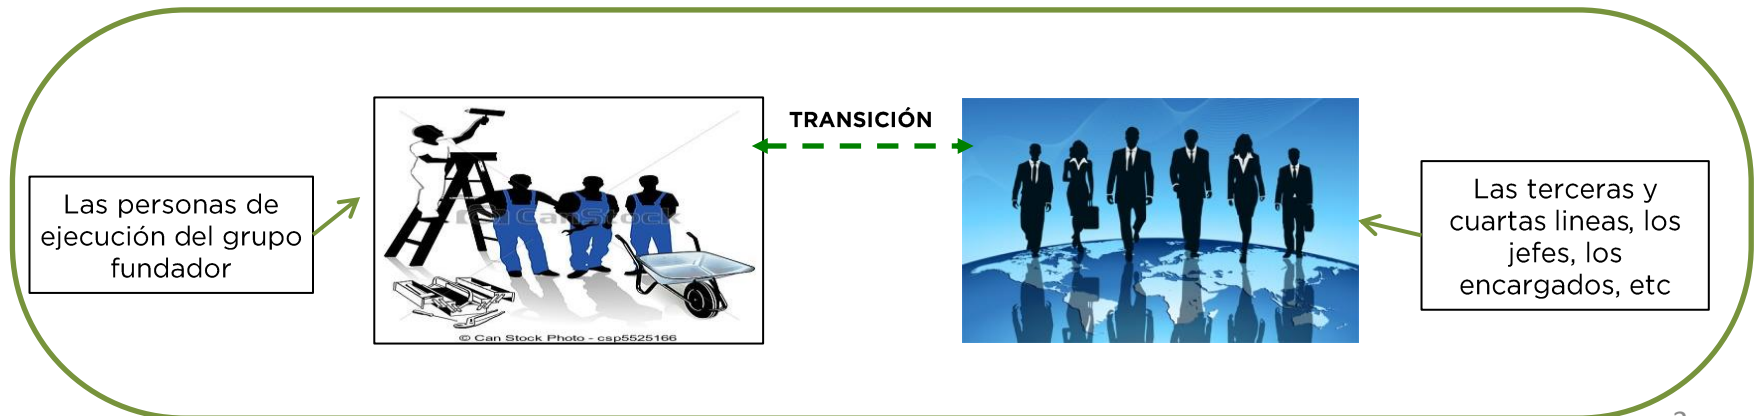 TRANSICIÓN
Las personas de
ejecución del grupo
fundador
CanStock
© Can Stock Photo - csp5525166
Las terceras y
cuartas lineas, los
jefes, los
encargados, etc